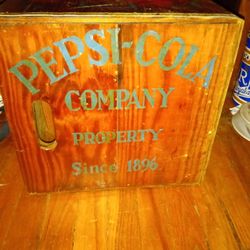 PEPSI-COLA
COMPANY
PROPERTY
Since 1896